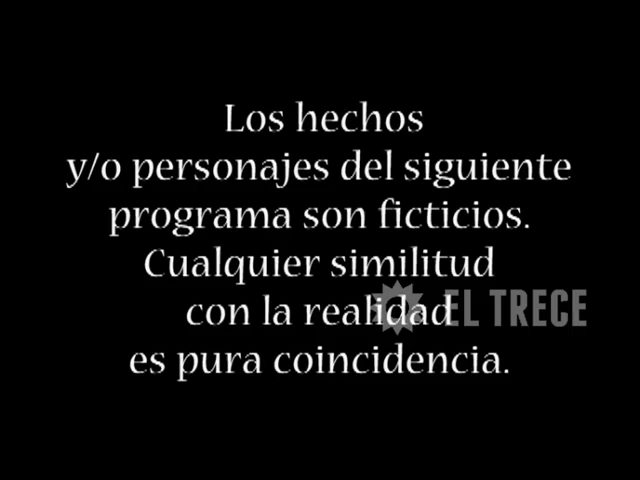 Los hechos
y/o personajes del siguiente
programa son ficticios.
Cualquier similitud
con la realidad
EL TRECE
es pura coincidencia.